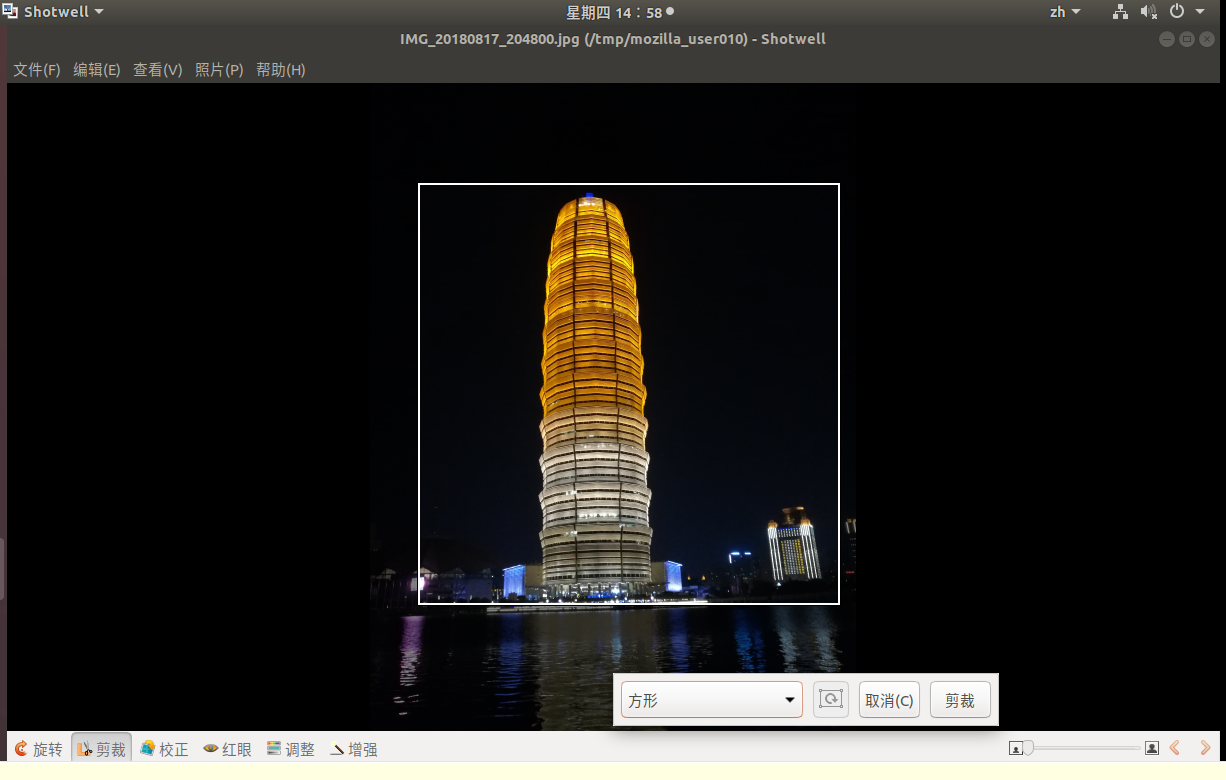 Shotwell 星期四 14：58 zh
IMG_20180817_204800.jpg (/tmp/mozilla_user010) - Shotwell
文件(F) 编辑(E) 查看(V) 照片(P) 帮助(H)
方形 取消(C) 剪裁
旋转 剪裁 校正 红眼 调整 增强